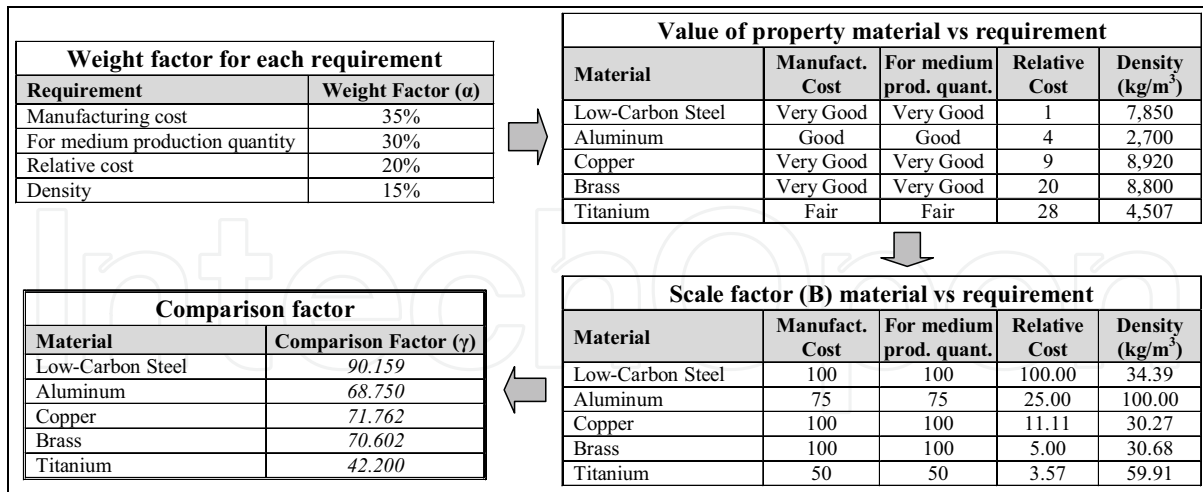 Weight factor for each requirement
Requirement Weight Factor (α)
Manufacturing cost 35%
For medium production quantity 30%
Relative cost 20%
Density 15%
Value of property material vs requirement
Material Manufact. Cost For medium prod. quant. Relative Cost Density (kg/m³)
Low-Carbon Steel Very Good Very Good 1 7,850
Aluminum Good Good 4 2,700
Copper Very Good Very Good 9 8,920
Brass Very Good Very Good 20 8,800
Titanium Fair Fair 28 4,507
Scale factor (B) material vs requirement
Material Manufact. Cost For medium prod. quant. Relative Cost Density (kg/m³)
Low-Carbon Steel 100 100 100.00 34.39
Aluminum 75 75 25.00 100.00
Copper 100 100 11.11 30.27
Brass 100 100 5.00 30.68
Titanium 50 50 3.57 59.91
Comparison factor
Material Comparison Factor (γ)
Low-Carbon Steel 90.159
Aluminum 68.750
Copper 71.762
Brass 70.602
Titanium 42.200
IntechOpen